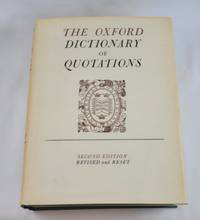 THE OXFORD
DICTIONARY
OF
QUOTATIONS
SECOND EDITION
REVISED and RESET